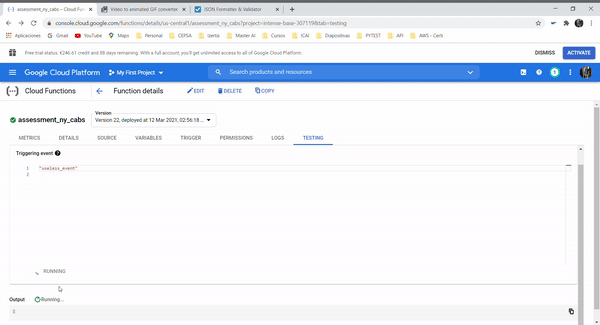 {··} assessment_ny_cabs – Cloud Func
Video to animated GIF converter
JSON Formatter & Validator
console.cloud.google.com/functions/details/us-central1/assessment_ny_cabs?project=intense-base-307119&tab=testing
Aplicaciones
Gmail
YouTube
Maps
Personal
CEPSA
Izertia
Master AI
Cursos
ICAI
Diapositivas
PYTEST
API
AWS - Certi
Free trial status: €246.61 credit and 88 days remaining. With a full account, you'll get unlimited access to all of Google Cloud Platform.
DISMISS
ACTIVATE
Google Cloud Platform
My First Project
Search products and resources
Cloud Functions
Function details
EDIT
DELETE
COPY
assessment_ny_cabs
Version
Version 22, deployed at 12 Mar 2021, 02:56:18 ...
METRICS
DETAILS
SOURCE
VARIABLES
TRIGGER
PERMISSIONS
LOGS
TESTING
Triggering event
1 "useless_event"
2
RUNNING
Output
Running...